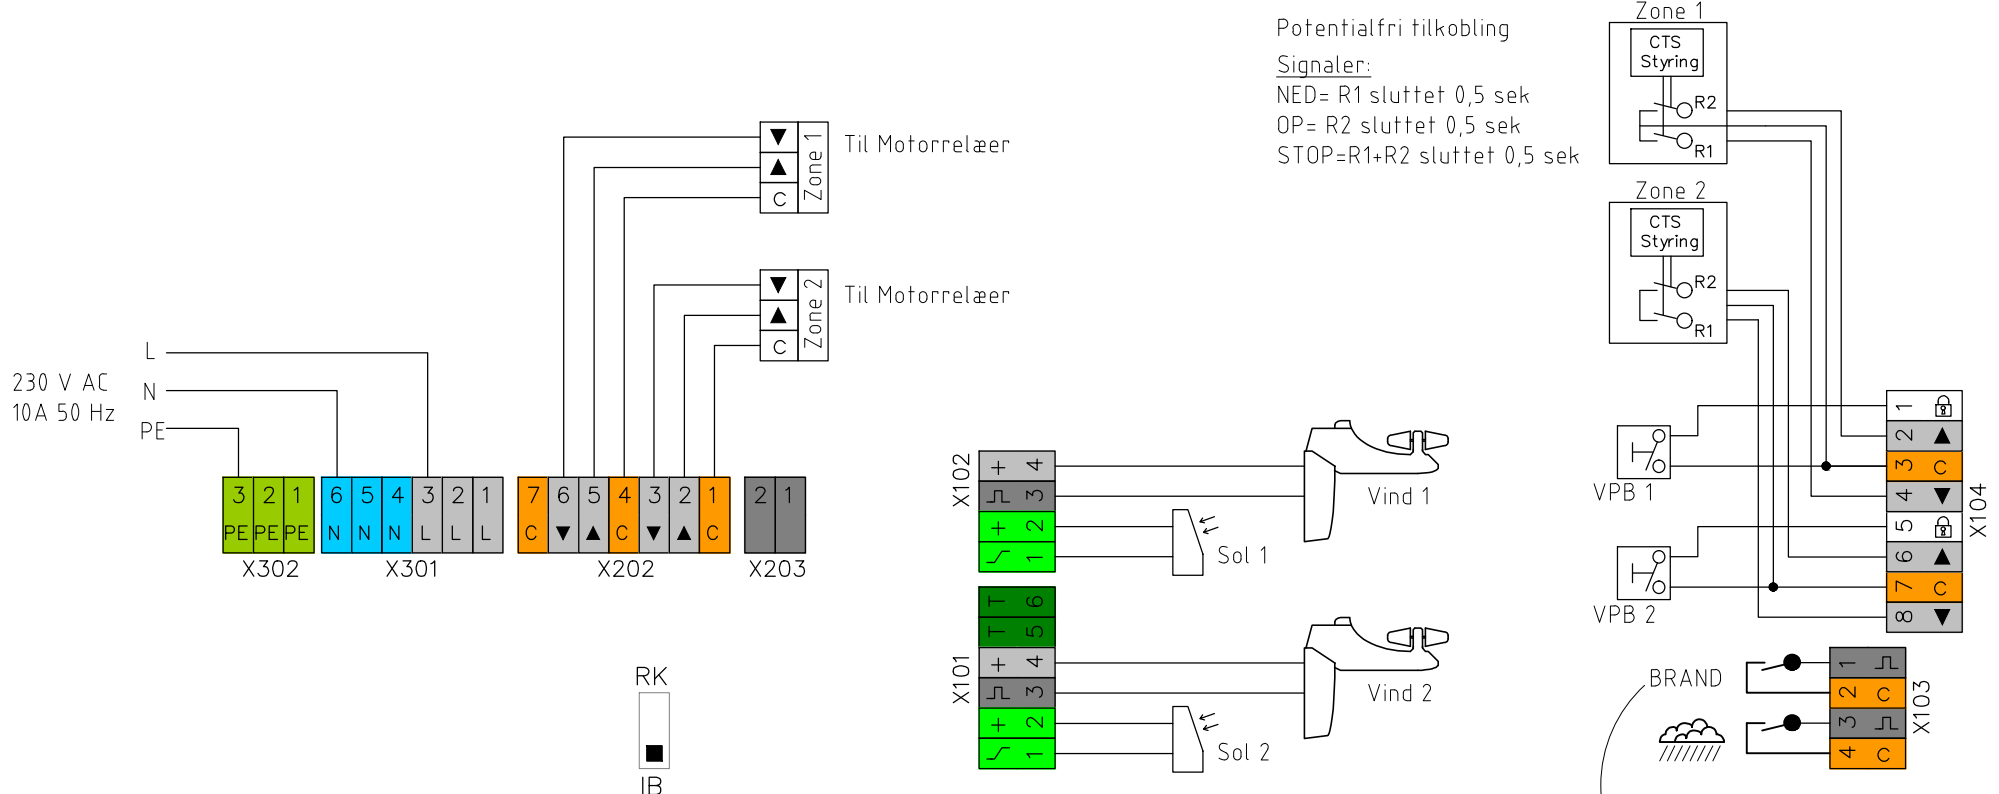 Potentialfri tilkobling
Signaler:
NED= R1 sluttet 0,5 sek
OP= R2 sluttet 0,5 sek
STOP=R1+R2 sluttet 0,5 sek
Zone 1
CTS
Styring
R2
R1
Zone 2
CTS
Styring
R2
R1
▼
▲
C
Zone 1
Til Motorrelæer
▼
▲
C
Zone 2
Til Motorrelæer
230 V AC
10A 50 Hz
L
N
PE
3 2 1
PE PE PE
X302
6 5 4 3 2 1
N N N L L L
X301
7 6 5 4 3 2 1
C ▼ ▲ C ▼ ▲ C
X202
2 1
X203
RK
IB
X102
+ 4
3
+ 2
1
Vind 1
Sol 1
X101
T 6
T 5
+ 4
3
+ 2
1
Vind 2
Sol 2
VPB 1
VPB 2
1
2 ▲
3 C
4 ▼
5
6 ▲
7 C
8 ▼
X104
BRAND
1
2 C
3
4 C
X103